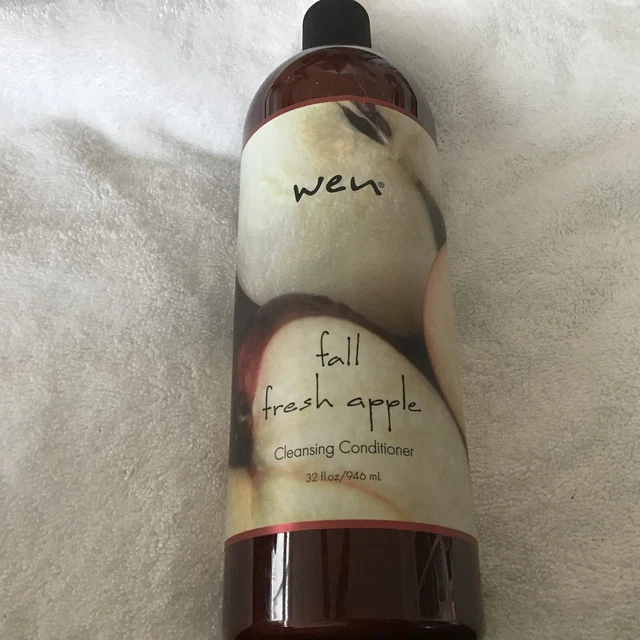 wen®
fall
fresh apple
Cleansing Conditioner
32 fl oz/946 mL